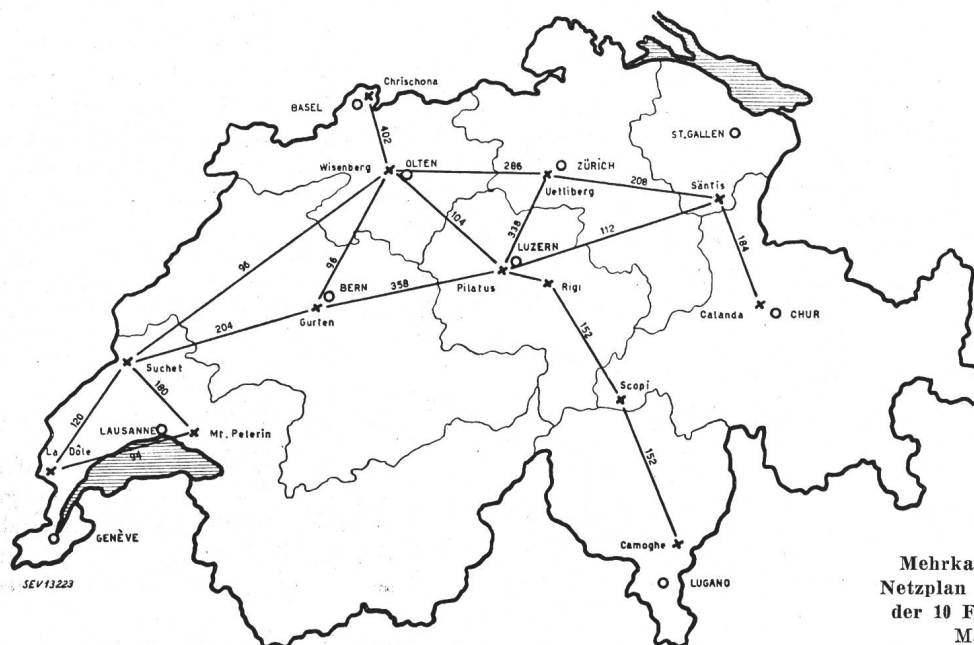 Chrischona
BASEL
402
Wisenberg
OLTEN
286
ZÜRICH
Uetliberg
208
ST.GALLEN
Säntis
104
338
112
184
96
96
LUZERN
Pilatus
Rigi
BERN
358
Gurten
Calanda
CHUR
204
152
Suchet
180
Scopi
120
LAUSANNE
Mt. Pelerin
La Dôle
94
152
GENÈVE
Camoghe
LUGANO
SEV13223
Mehrka
Netzplan
der 10 F